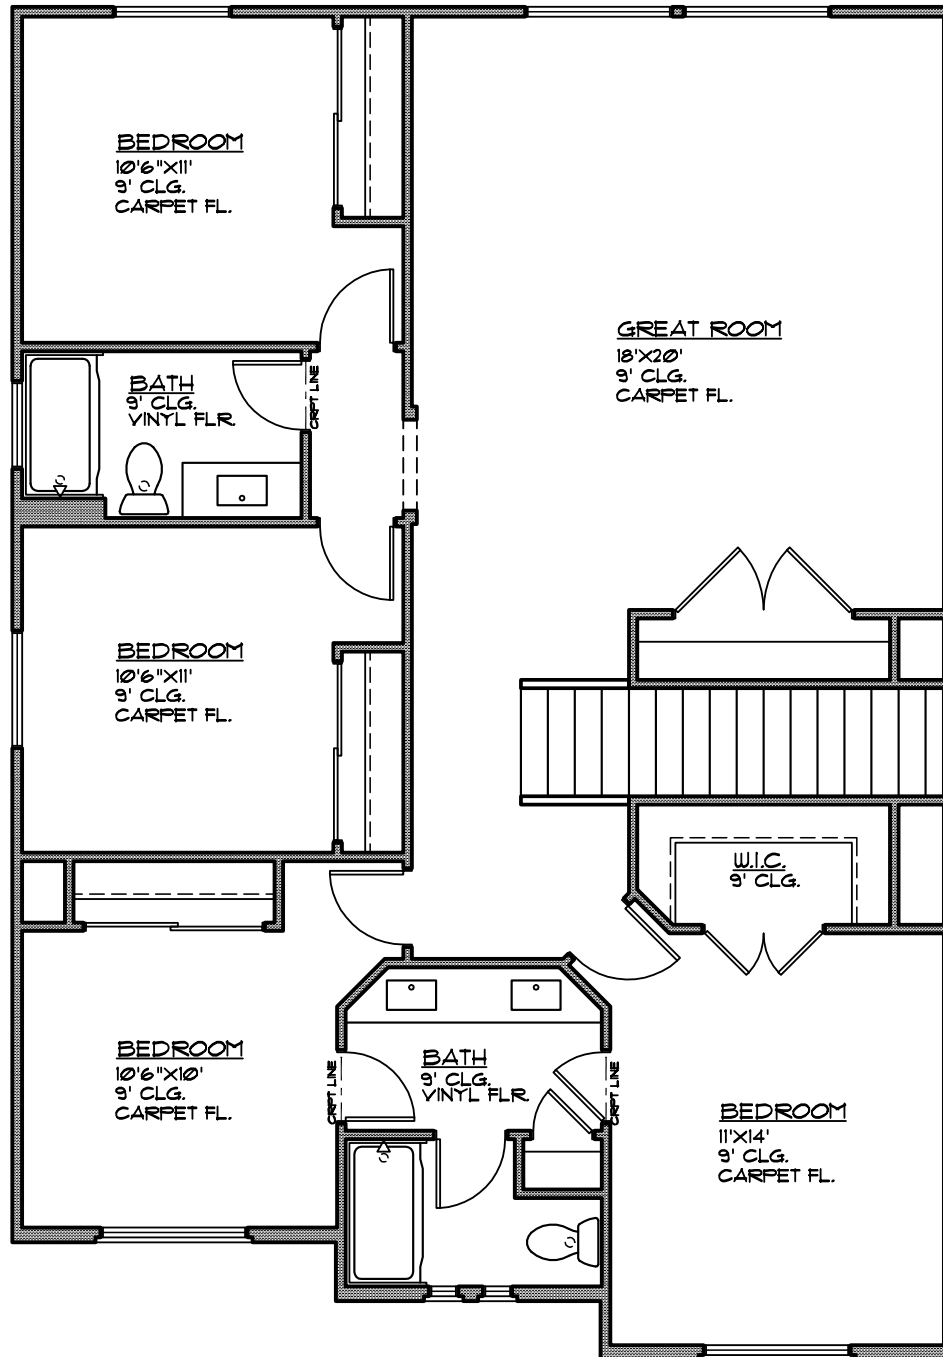 BEDROOM
10'6"X11'
9' CLG.
CARPET FL.
GREAT ROOM
18'X20'
9' CLG.
CARPET FL.
BATH
9' CLG.
VINYL FLR.
CRPT LINE
BEDROOM
10'6"X11'
9' CLG.
CARPET FL.
W.I.C.
9' CLG.
BEDROOM
10'6"X10'
9' CLG.
CARPET FL.
CRPT LINE
BATH
9' CLG.
VINYL FLR.
CRPT LINE
BEDROOM
11'X14'
9' CLG.
CARPET FL.